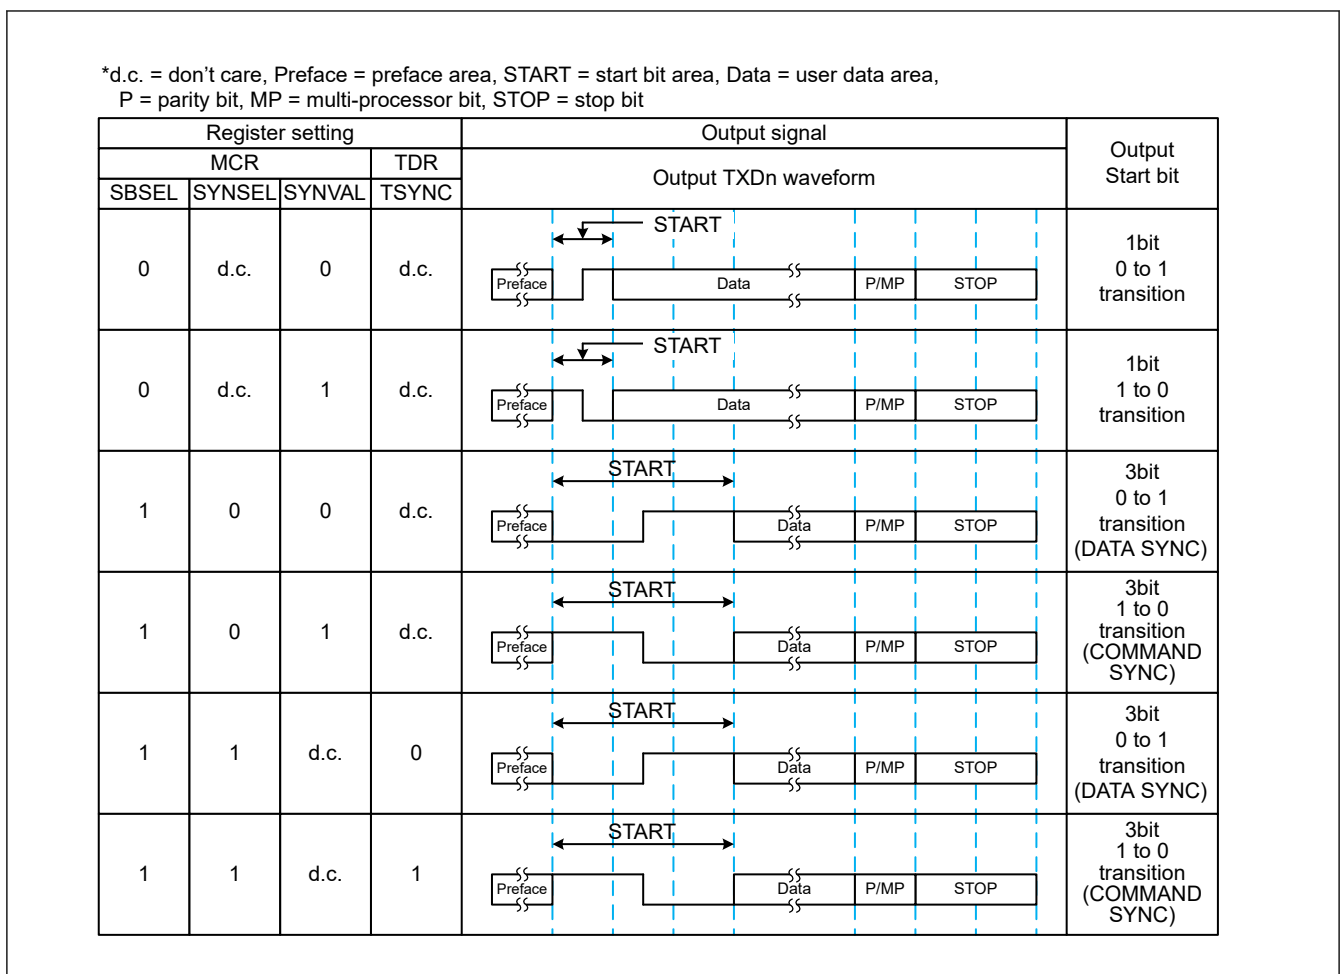 *d.c. = don't care, Preface = preface area, START = start bit area, Data = user data area,
P = parity bit, MP = multi-processor bit, STOP = stop bit
Register setting Output signal Output Start bit
MCR TDR Output TXDn waveform
SBSEL SYNSEL SYNVAL TSYNC
START
0 d.c. 0 d.c. Preface Data P/MP STOP
1bit
0 to 1
transition
START
0 d.c. 1 d.c. Preface Data P/MP STOP
1bit
1 to 0
transition
START
1 0 0 d.c. Preface Data P/MP STOP
3bit
0 to 1
transition
(DATA SYNC)
START
1 0 1 d.c. Preface Data P/MP STOP
3bit
1 to 0
transition
(COMMAND
SYNC)
START
1 1 d.c. 0 Preface Data P/MP STOP
3bit
0 to 1
transition
(DATA SYNC)
START
1 1 d.c. 1 Preface Data P/MP STOP
3bit
1 to 0
transition
(COMMAND
SYNC)